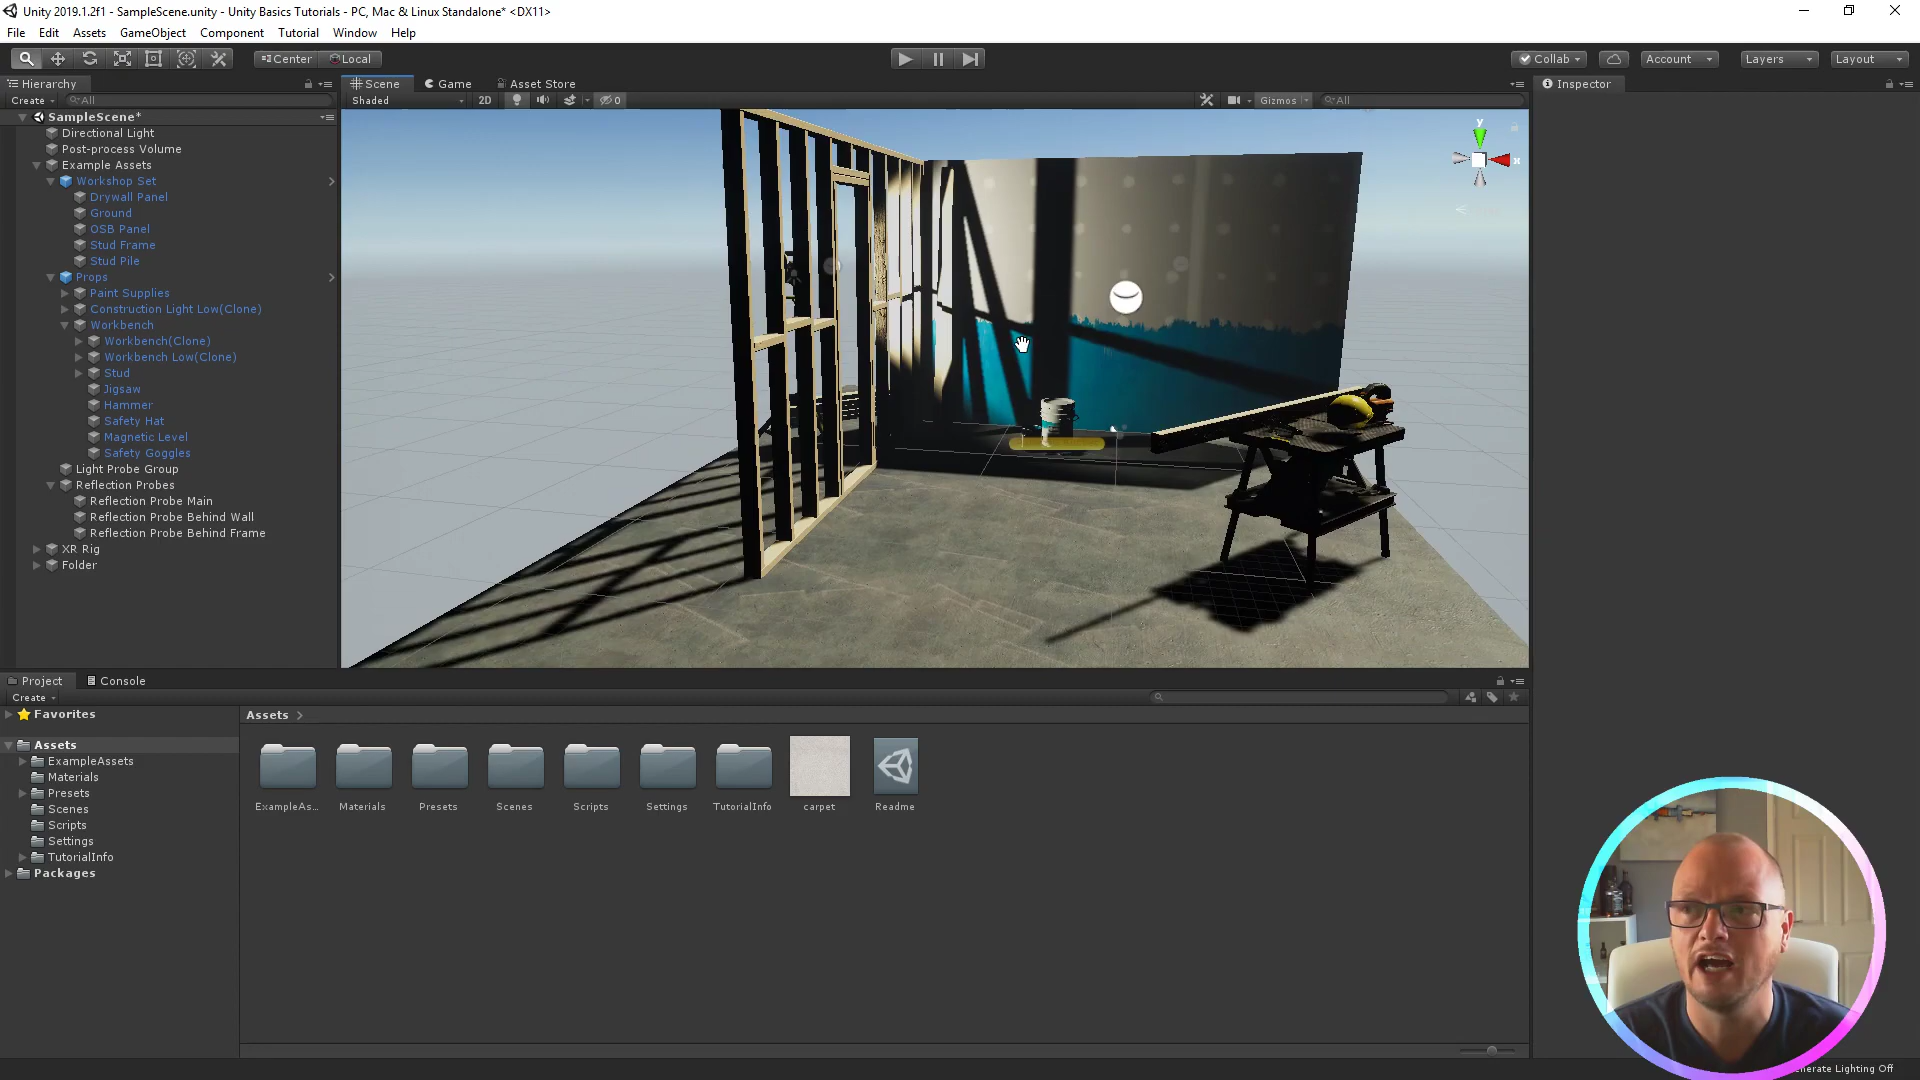 Unity 2019.1.2f1 - SampleScene.unity - Unity Basics Tutorials - PC, Mac & Linux Standalone* <DX11>
File Edit Assets GameObject Component Tutorial Window Help
Center Local Collab Account Layers Layout
Hierarchy
Create All
SampleScene*
Directional Light
Post-process Volume
Example Assets
Workshop Set
Drywall Panel
Ground
OSB Panel
Stud Frame
Stud Pile
Props
Paint Supplies
Construction Light Low(Clone)
Workbench
Workbench(Clone)
Workbench Low(Clone)
Stud
Jigsaw
Hammer
Safety Hat
Magnetic Level
Safety Goggles
Light Probe Group
Reflection Probes
Reflection Probe Main
Reflection Probe Behind Wall
Reflection Probe Behind Frame
XR Rig
Folder
Scene Game Asset Store
Shaded 2D 0 Gizmos All
y
x
Inspector
Project Console
Create
Favorites
Assets
ExampleAssets
Materials
Presets
Scenes
Scripts
Settings
TutorialInfo
Packages
Assets
ExampleAs... Materials Presets Scenes Scripts Settings TutorialInfo carpet Readme
nerate Lighting Off